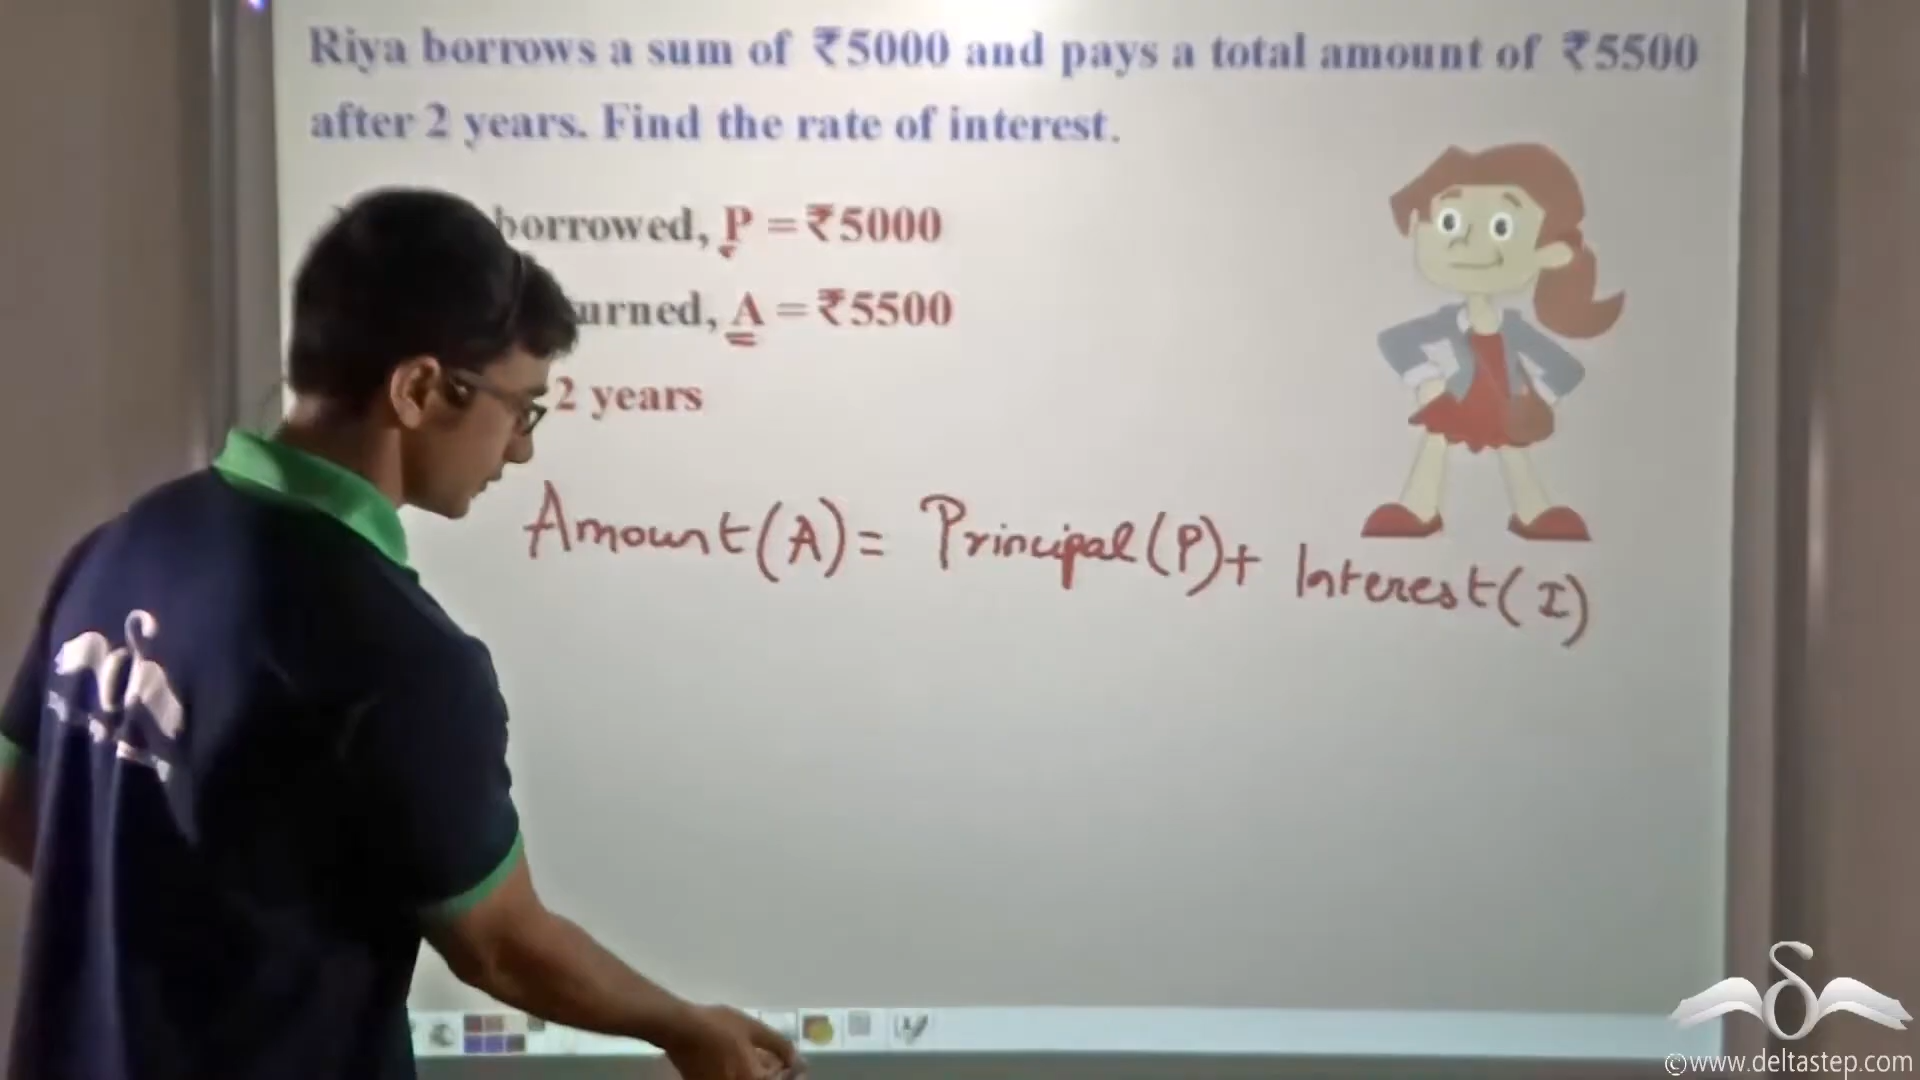 Riya borrows a sum of ₹5000 and pays a total amount of ₹5500
after 2 years. Find the rate of interest.
borrowed, P = ₹5000
A = ₹5500
2 years
Amount(A) = Principal(P) + Interest(I)
©www.deltastep.com